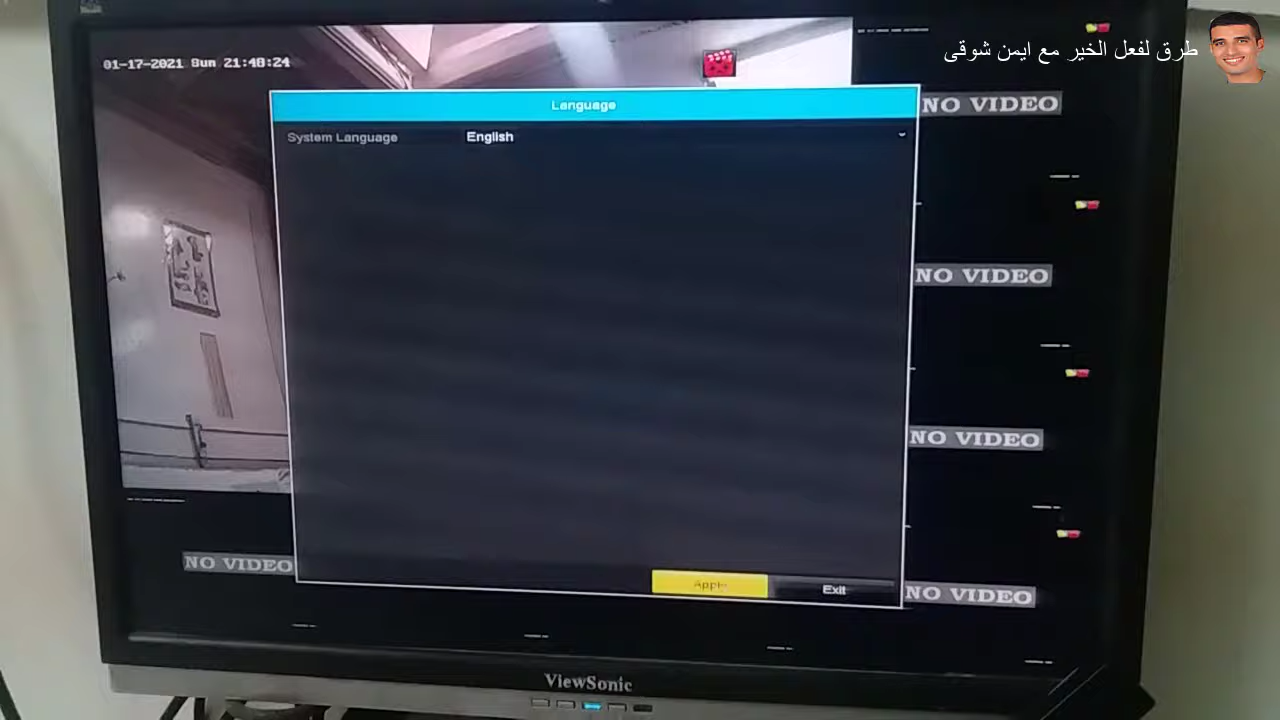 طرق لفعل الخير مع ايمن شوقى
01-17-2021 Sun 21:48:24
Language
System Language English
NO VIDEO
NO VIDEO
NO VIDEO
NO VIDEO
NO VIDEO
Apply Exit
ViewSonic